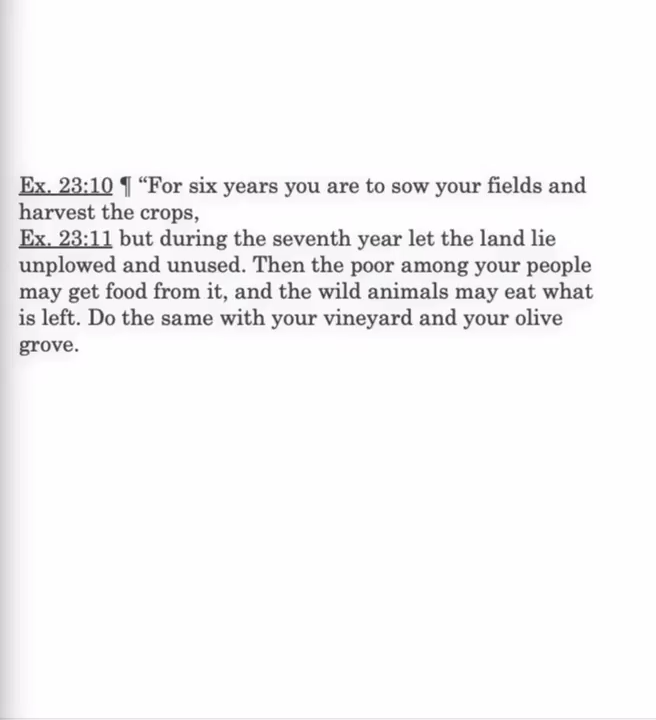 Ex. 23:10 ¶ “For six years you are to sow your fields and
harvest the crops,
Ex. 23:11 but during the seventh year let the land lie
unplowed and unused. Then the poor among your people
may get food from it, and the wild animals may eat what
is left. Do the same with your vineyard and your olive
grove.